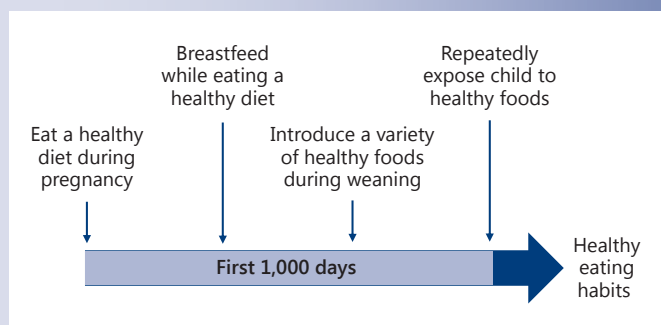 Eat a healthy
diet during
pregnancy
Breastfeed
while eating a
healthy diet
Introduce a variety
of healthy foods
during weaning
Repeatedly
expose child to
healthy foods
First 1,000 days
Healthy
eating
habits